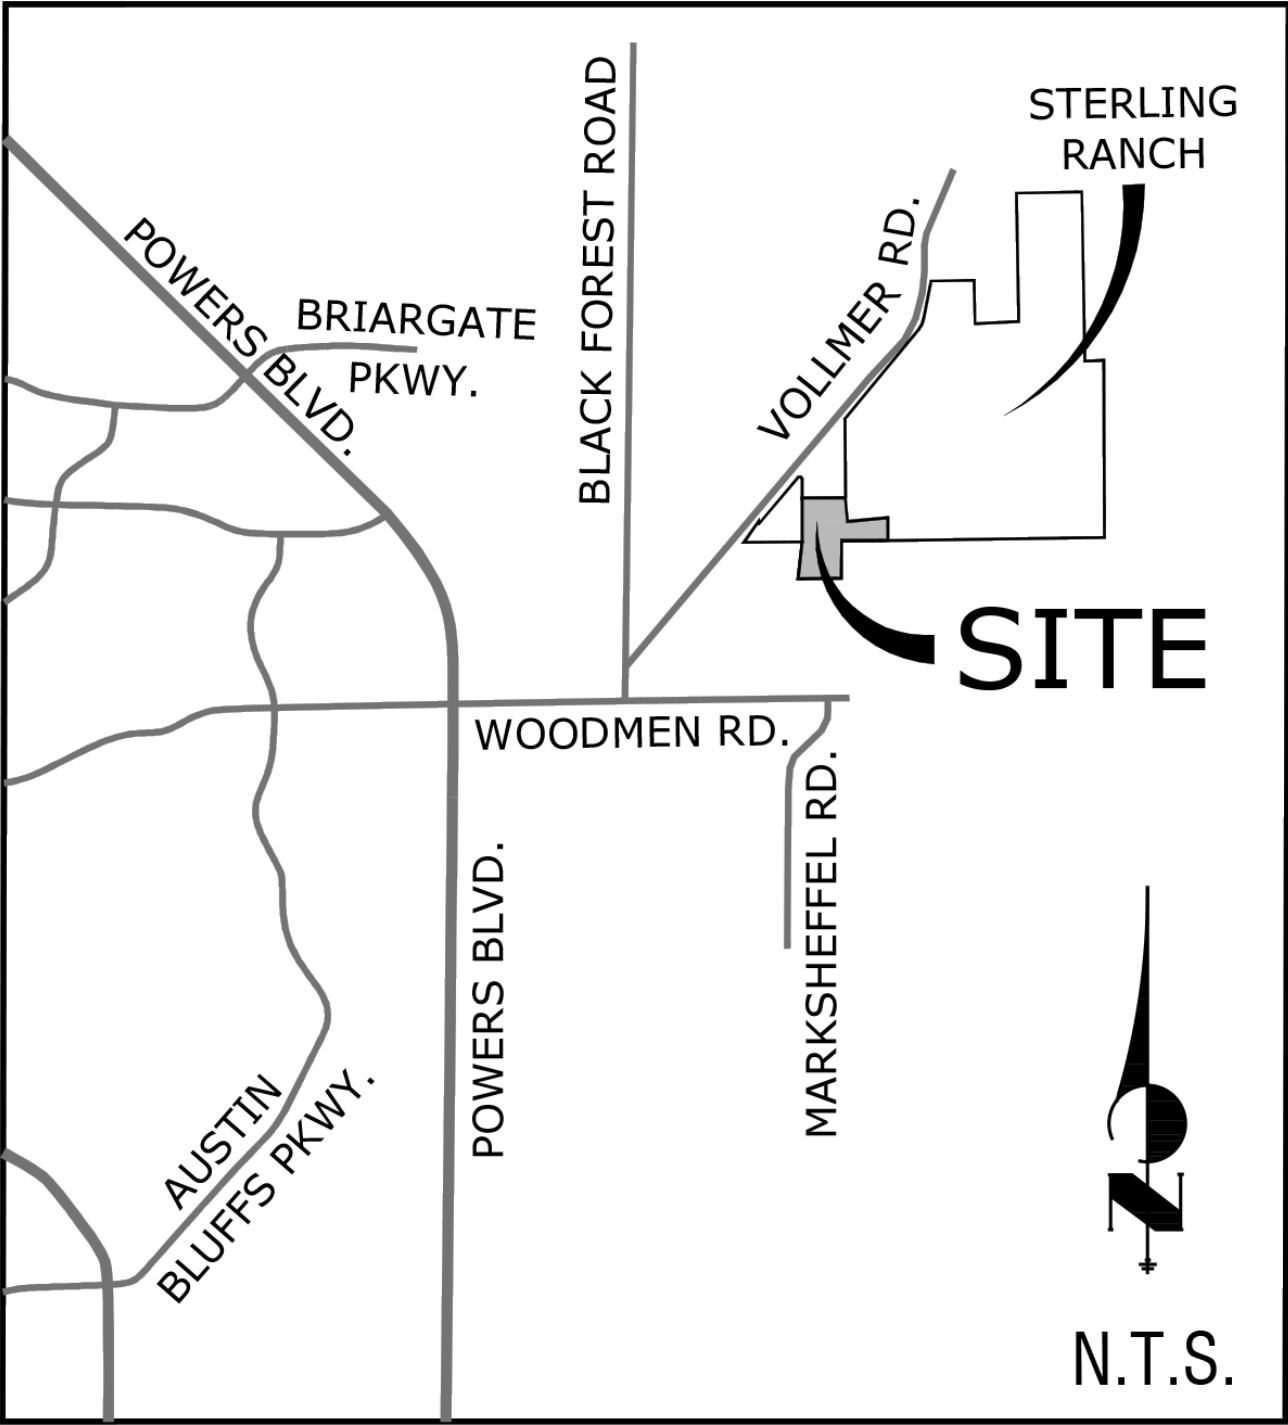 STERLING
RANCH
BLACK FOREST ROAD
VOLLMER RD.
POWERS BLVD.
BRIARGATE
PKWY.
SITE
WOODMEN RD.
MARKSHEFFEL RD.
POWERS BLVD.
AUSTIN
BLUFFS PKWY.
N
N.T.S.